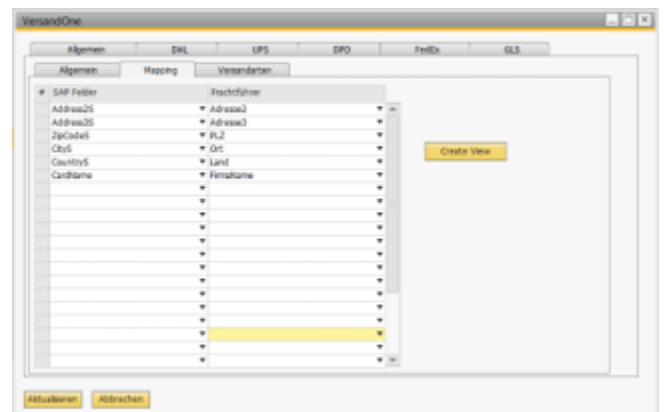 VersandOne
Allgemein DHL UPS DPD FedEx GLS
Allgemein Mapping Versandarten
# SAP Felder Frachtführer
Address2S Adresse2
Address3S Adresse3
ZipCodeS PLZ
CityS Ort
Create View
CountryS Land
CardName FirmaName
Aktualisieren Abbrechen